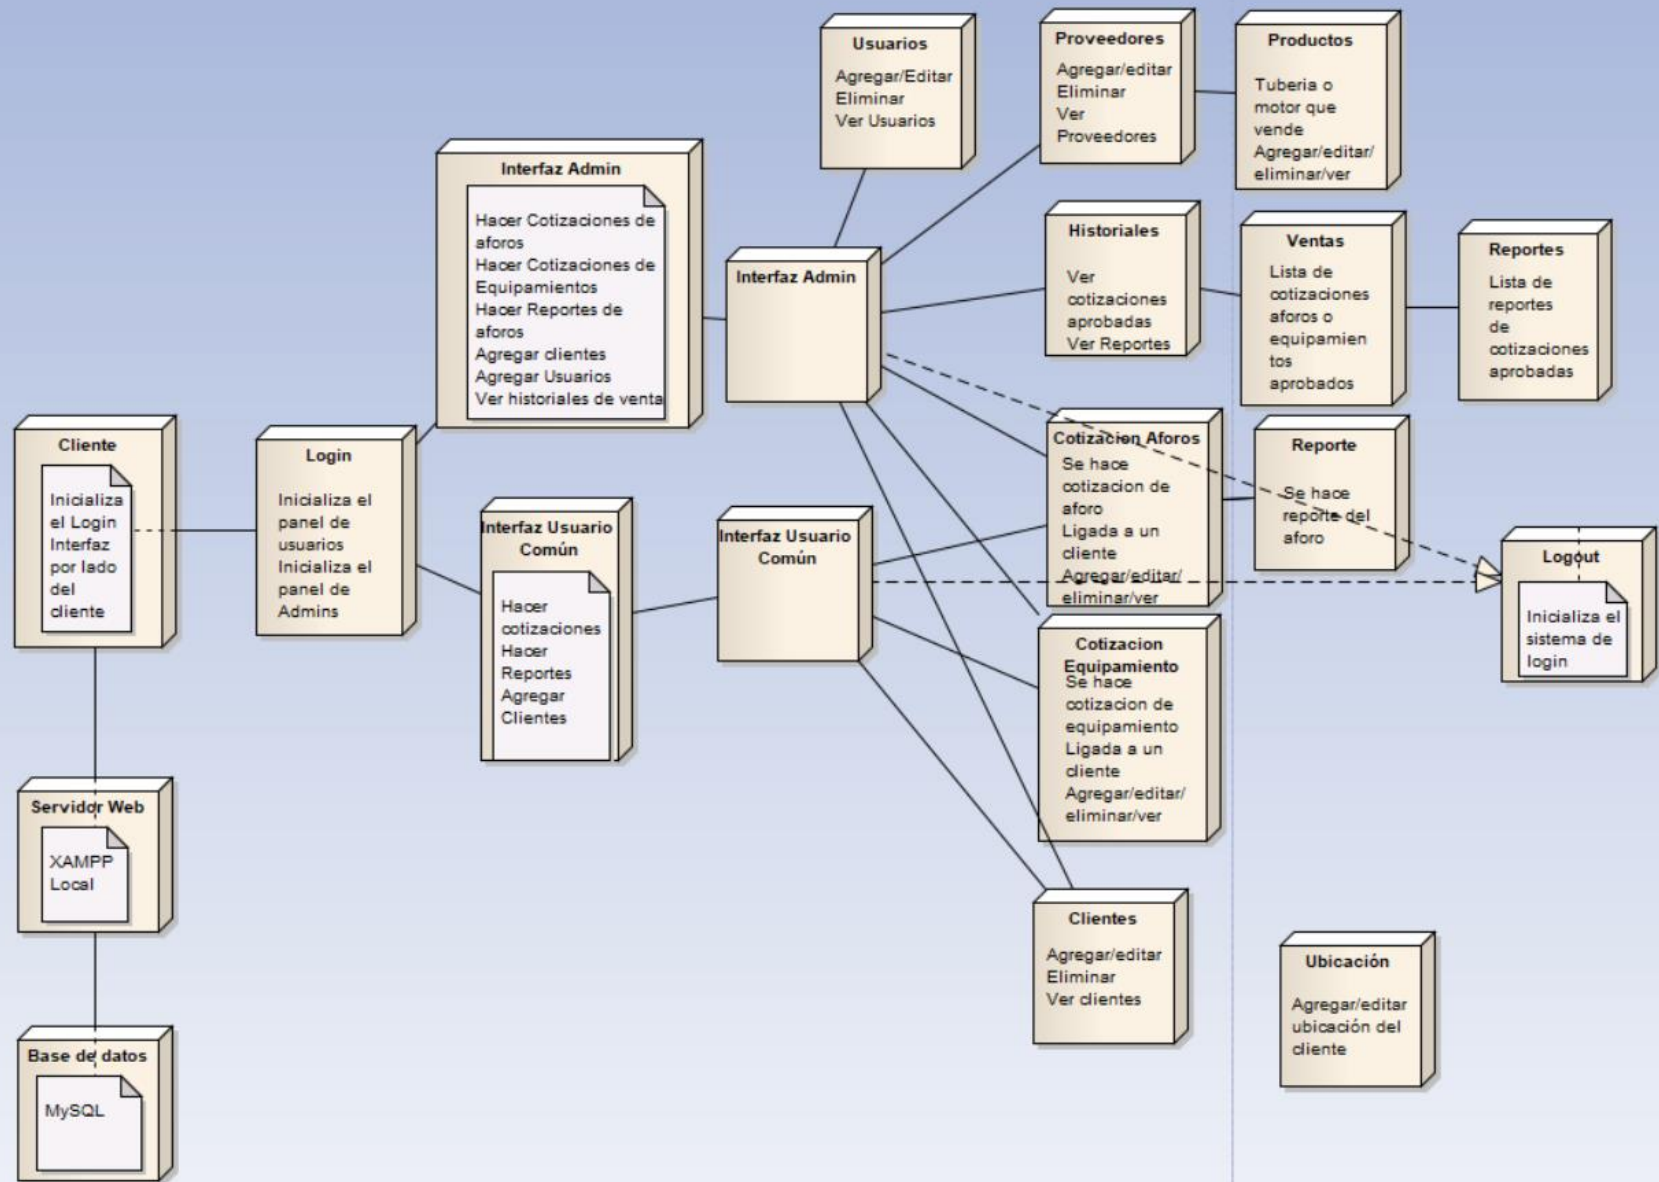 Usuarios
Agregar/Editar
Eliminar
Ver Usuarios
Proveedores
Agregar/editar
Eliminar
Ver
Proveedores
Productos
Tuberia o
motor que
vende
Agregar/editar/
eliminar/ver
Interfaz Admin
Hacer Cotizaciones de
aforos
Hacer Cotizaciones de
Equipamientos
Hacer Reportes de
aforos
Agregar clientes
Agregar Usuarios
Ver historiales de venta
Interfaz Admin
Historiales
Ver
cotizaciones
aprobadas
Ver Reportes
Ventas
Lista de
cotizaciones
aforos o
equipamien
tos
aprobados
Reportes
Lista de
reportes
de
cotizaciones
aprobadas
Cliente
Inicializa
el Login
Interfaz
por lado
del
cliente
Login
Inicializa el
panel de
usuarios
Inicializa el
panel de
Admins
Interfaz Usuario
Común
Hacer
cotizaciones
Hacer
Reportes
Agregar
Clientes
Interfaz Usuario
Común
Cotizacion Aforos
Se hace
cotizacion de
aforo
Ligada a un
cliente
Agregar/editar/
eliminar/ver
Reporte
Se hace
reporte del
aforo
Logout
Inicializa el
sistema de
login
Cotizacion
Equipamiento
Se hace
cotizacion de
equipamiento
Ligada a un
cliente
Agregar/editar/
eliminar/ver
Servidor Web
XAMPP
Local
Clientes
Agregar/editar
Eliminar
Ver clientes
Ubicación
Agregar/editar
ubicación del
cliente
Base de datos
MySQL